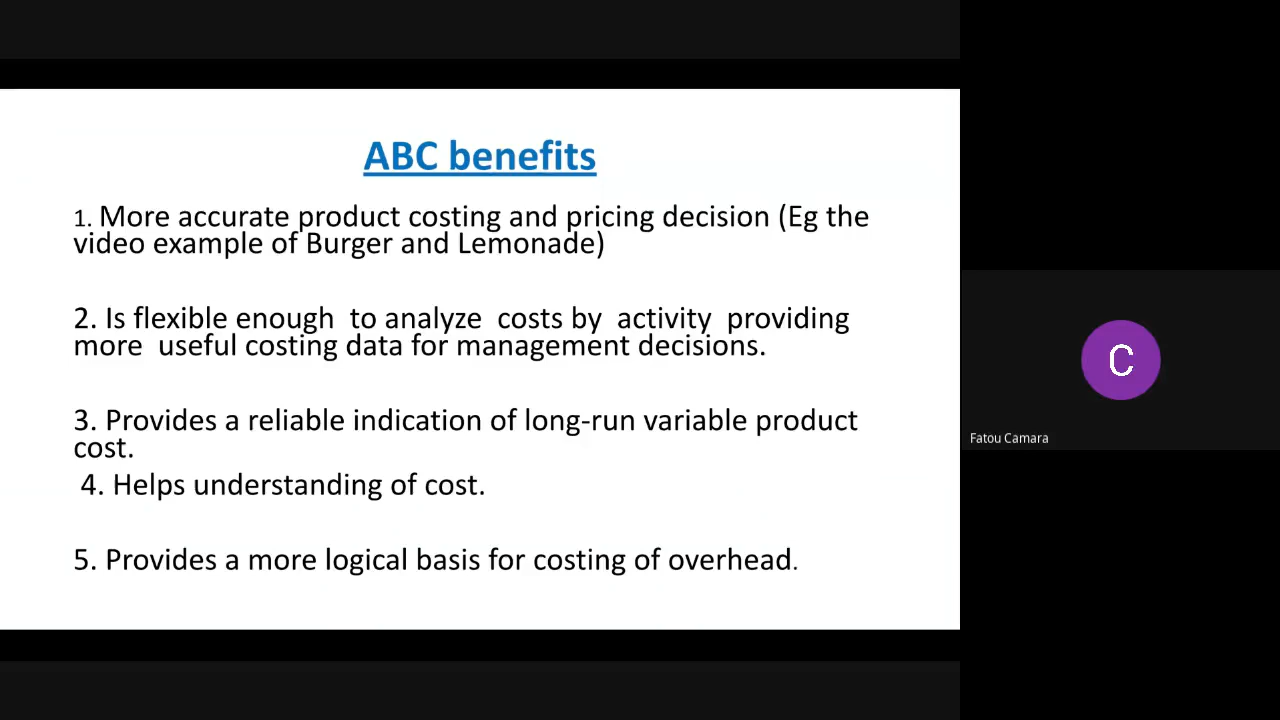 ABC benefits
1. More accurate product costing and pricing decision (Eg the
video example of Burger and Lemonade)
2. Is flexible enough  to analyze  costs by  activity  providing
more  useful costing data for management decisions.
3. Provides a reliable indication of long-run variable product
cost.
4. Helps understanding of cost.
5. Provides a more logical basis for costing of overhead.
C
Fatou Camara